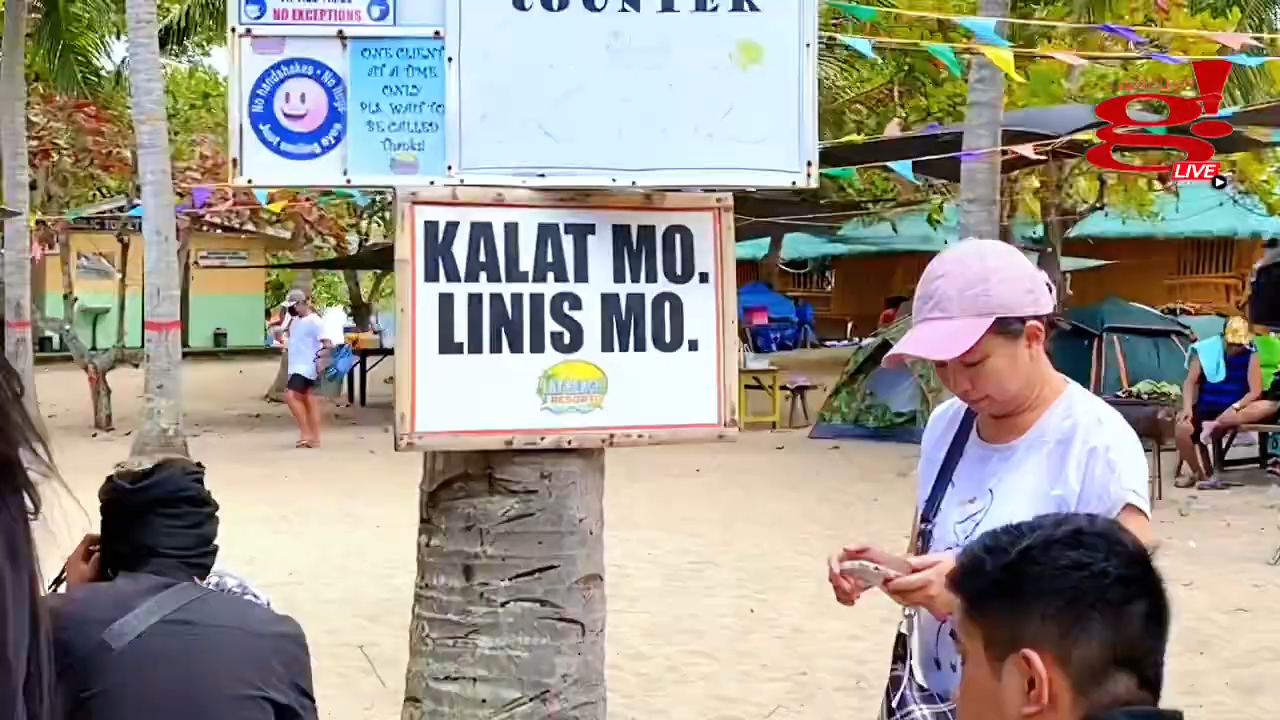 COUNTER
NO EXCEPTIONS
No handshakes • No hugs
Just smiling eyes
ONE CLIENT
AT A TIME
ONLY
PLS. WAIT TO
BE CALLED
Thanks!
KALAT MO.
LINIS MO.
RESORT
g!
LIVE